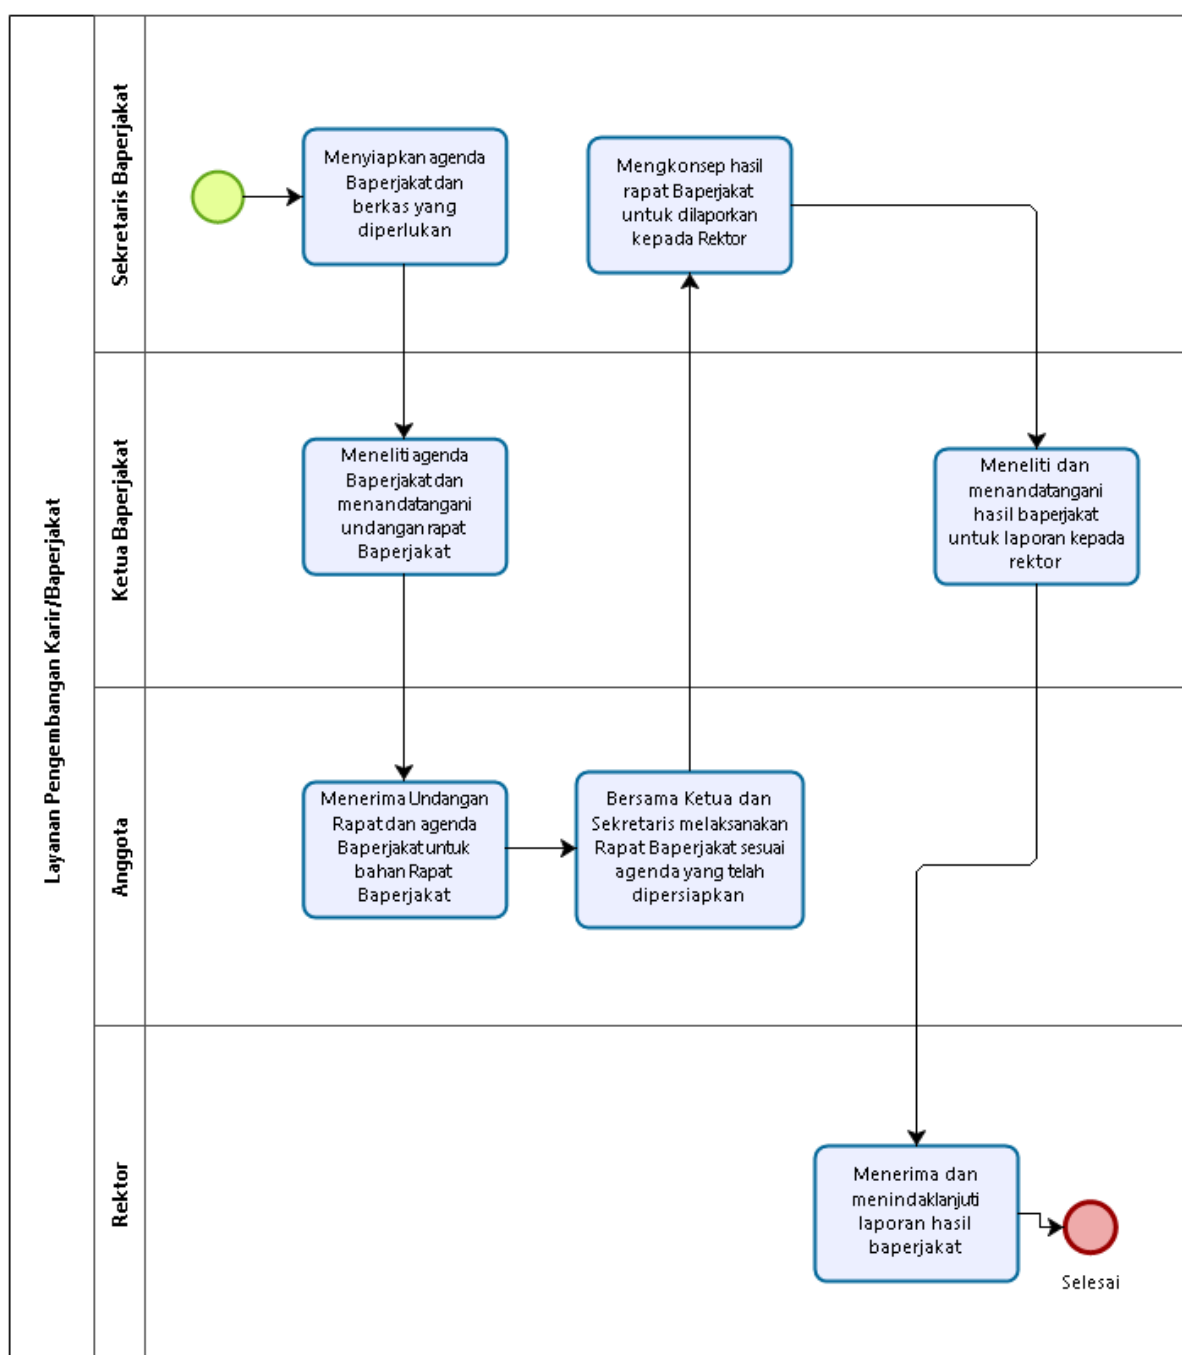 Layanan Pengembangan Karir/Baperjakat
Sekretaris Baperjakat
Menyiapkan agenda
Baperjakat dan
berkas yang
diperlukan
Mengkonsep hasil
rapat Baperjakat
untuk dilaporkan
kepada Rektor
Ketua Baperjakat
Meneliti agenda
Baperjakat dan
menandatangani
undangan rapat
Baperjakat
Meneliti dan
menandatangani
hasil baperjakat
untuk laporan kepada
rektor
Anggota
Menerima Undangan
Rapat dan agenda
Baperjakat untuk
bahan Rapat
Baperjakat
Bersama Ketua dan
Sekretaris melaksanakan
Rapat Baperjakat sesuai
agenda yang telah
dipersiapkan
Rektor
Menerima dan
menindaklanjuti
laporan hasil
baperjakat
Selesai